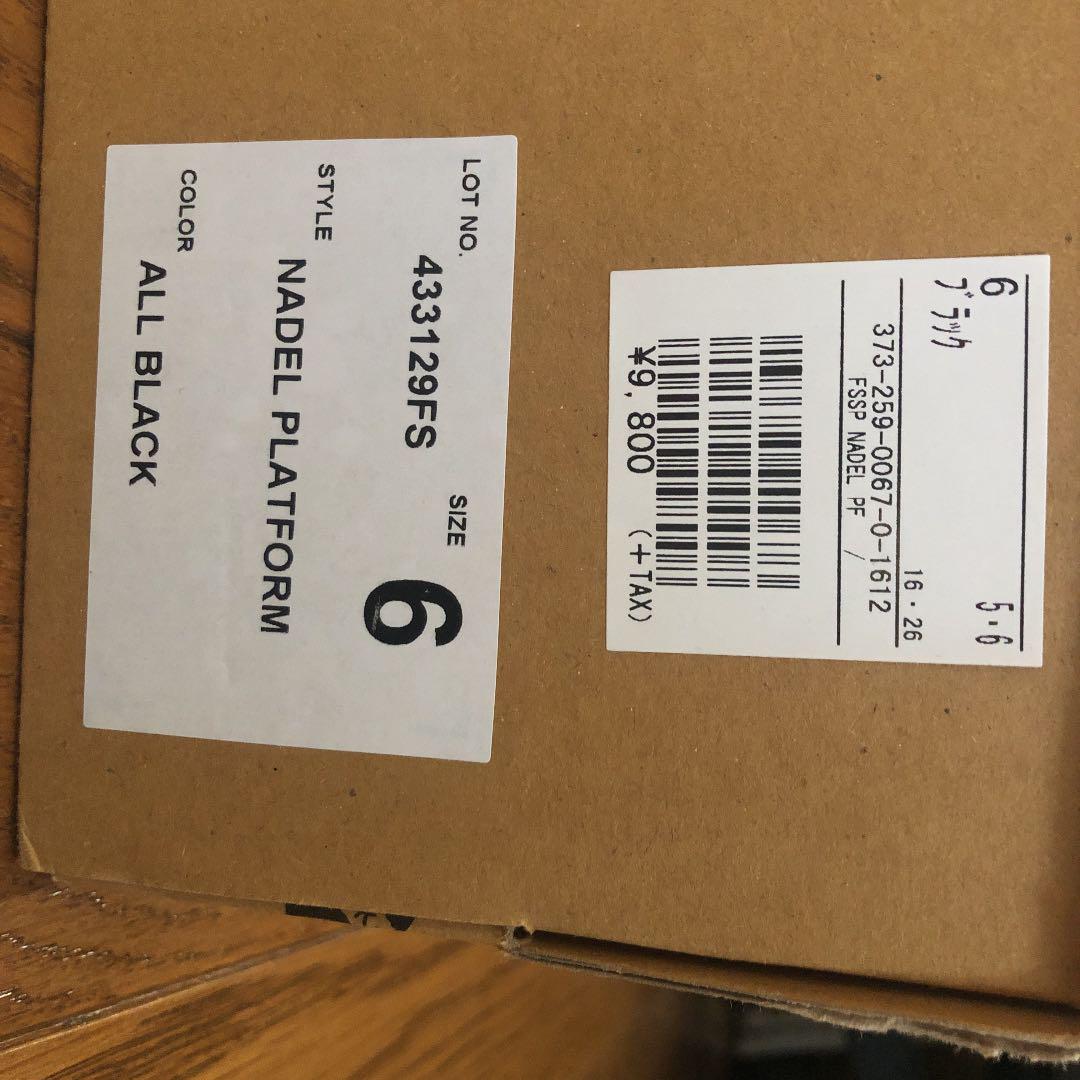 LOT NO. 433129FS SIZE 6
STYLE NADEL PLATFORM
COLOR ALL BLACK
6 5・6
ブラック
16・26
373-259-0067-0-1612
FSSP NADEL PF /
¥9,800 (+TAX)